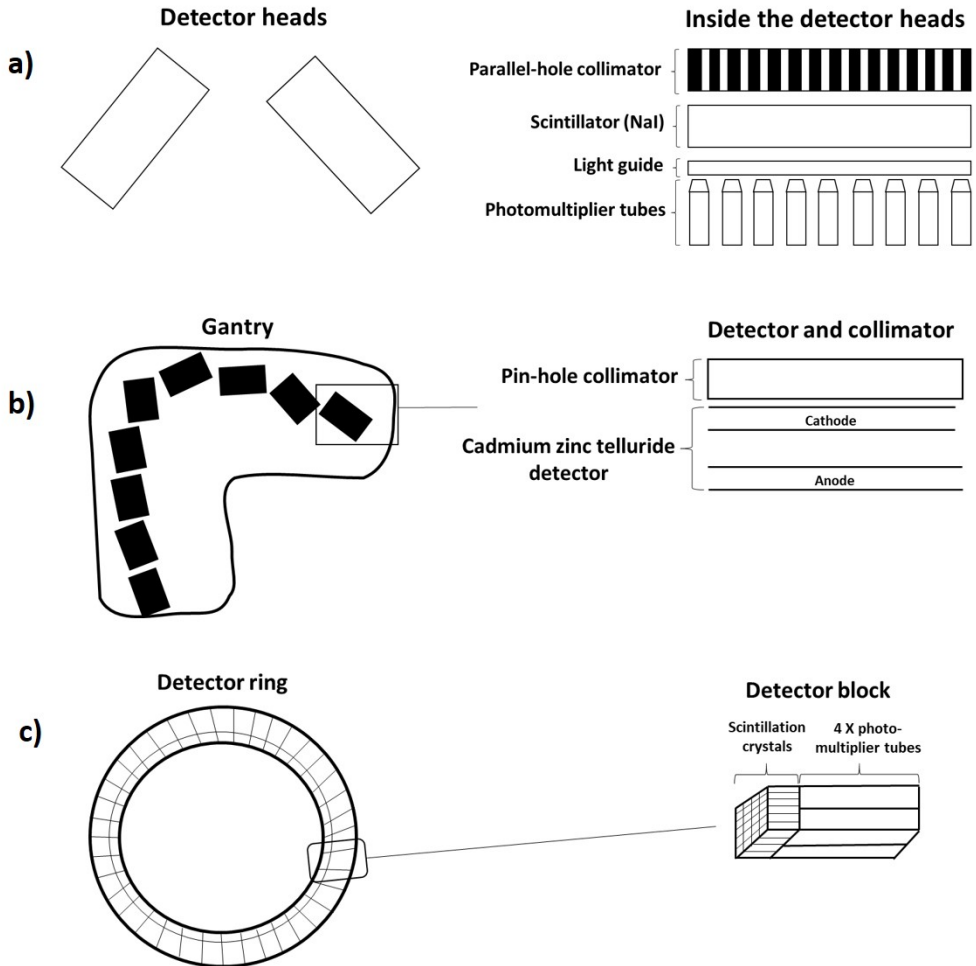 Detector heads
Inside the detector heads
a)
Parallel-hole collimator
Scintillator (NaI)
Light guide
Photomultiplier tubes
Gantry
Detector and collimator
b)
Pin-hole collimator
Cathode
Cadmium zinc telluride
detector
Anode
Detector ring
Detector block
c)
Scintillation
crystals
4 X photo-
multiplier tubes